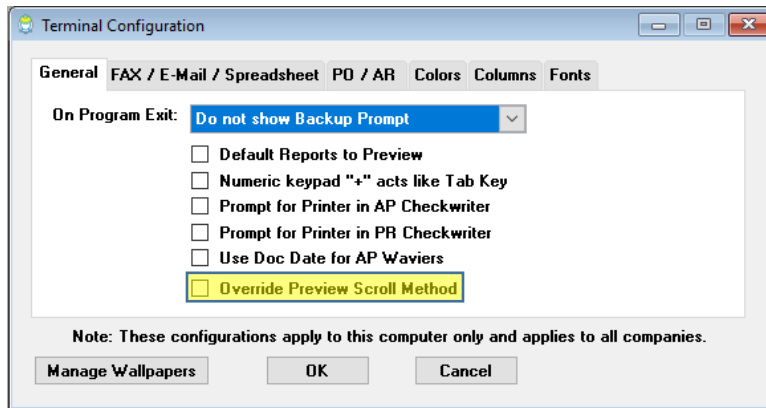 Terminal Configuration
General FAX / E-Mail / Spreadsheet PO / AR Colors Columns Fonts
On Program Exit: Do not show Backup Prompt
Default Reports to Preview
Numeric keypad "+" acts like Tab Key
Prompt for Printer in AP Checkwriter
Prompt for Printer in PR Checkwriter
Use Doc Date for AP Waviers
Override Preview Scroll Method
Note: These configurations apply to this computer only and applies to all companies.
Manage Wallpapers OK Cancel